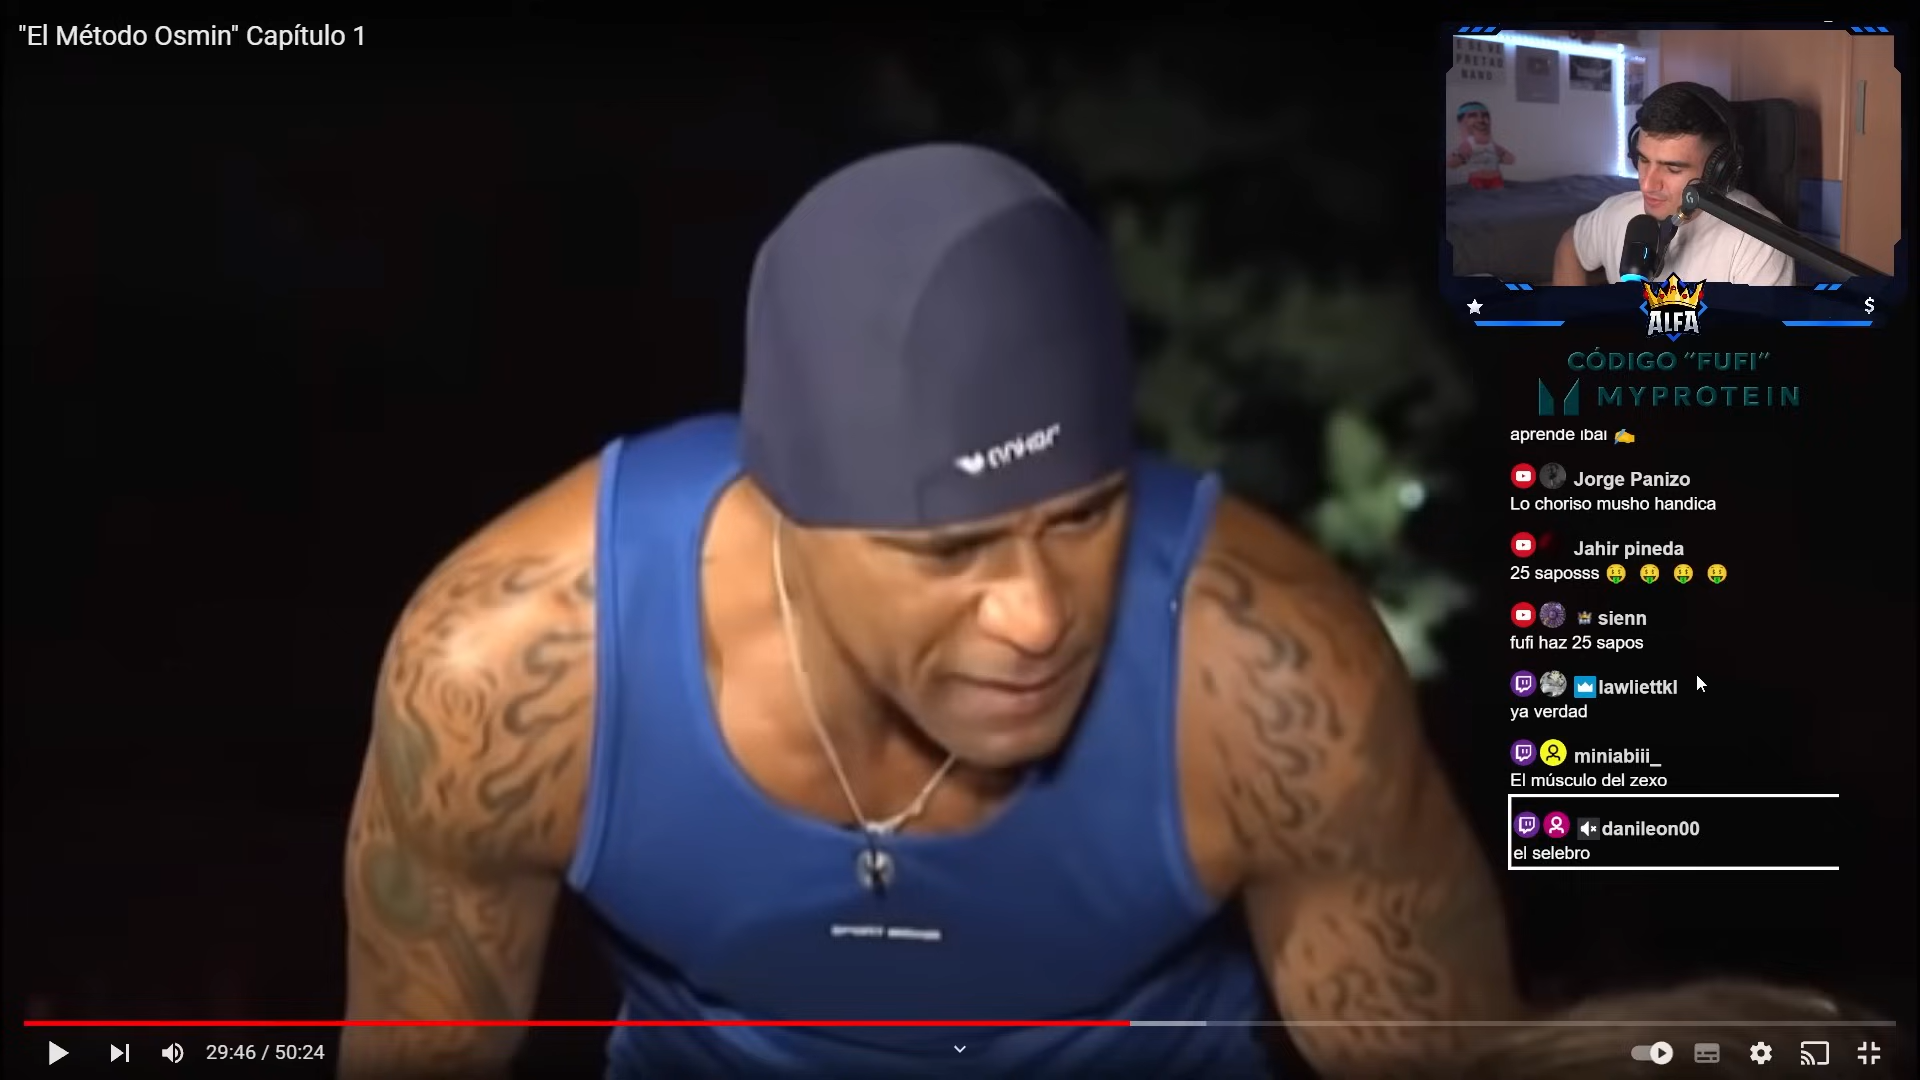 "El Método Osmin" Capítulo 1
ALFA
$
CÓDIGO "FUFI"
MYPROTEIN
aprende ibai ✍️
Jorge Panizo
Lo choriso musho handica
Jahir pineda
25 saposss 🤑 🤑 🤑 🤑
sienn
fufi haz 25 sapos
lawliettkl
ya verdad
miniabiii_
El músculo del zexo
danileon00
el selebro
29:46 / 50:24